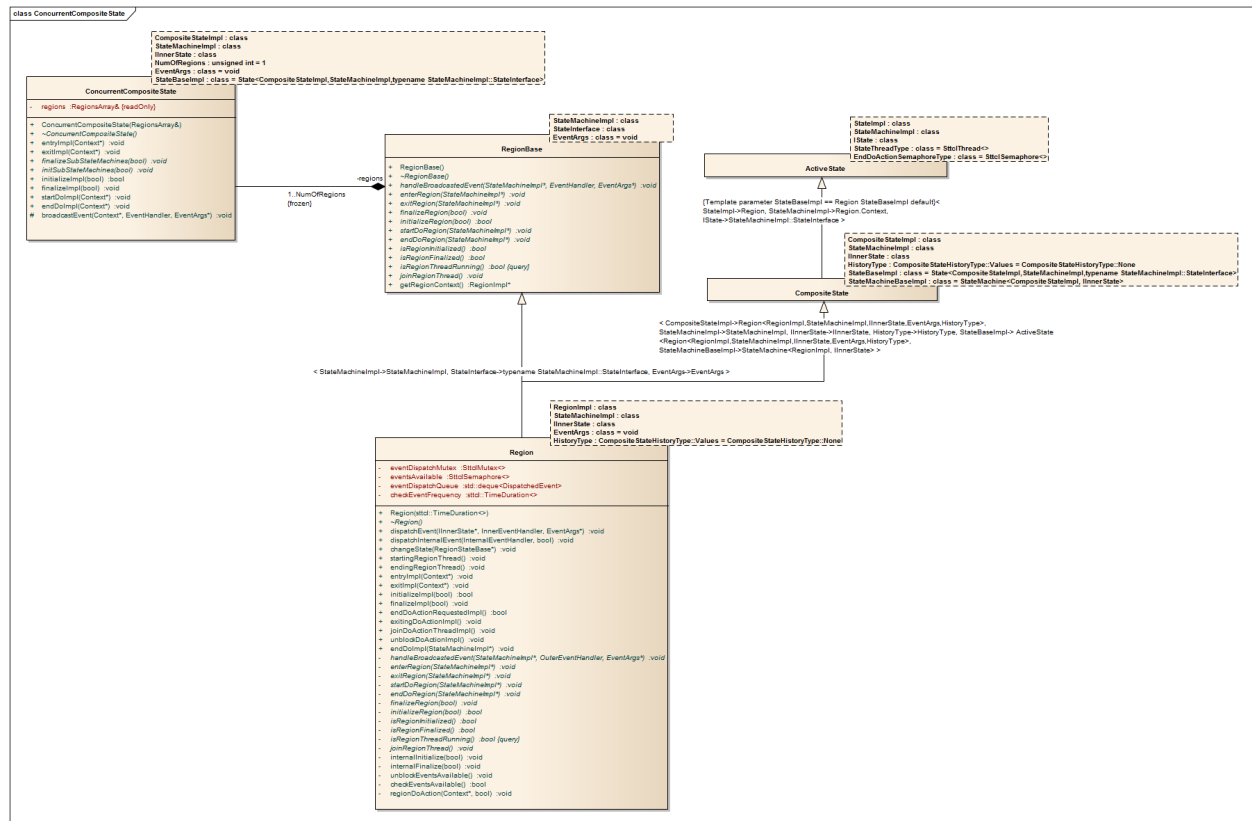 class ConcurrentCompositeState
CompositeStateImpl : class
StateMachineImpl : class
IInnerState : class
NumOfRegions : unsigned int = 1
EventArgs : class = void
StateBaseImpl : class = State<CompositeStateImpl,StateMachineImpl,typename StateMachineImpl::StateInterface>
ConcurrentCompositeState
- regions :RegionsArray& {readOnly}
+ ConcurrentCompositeState(RegionsArray&)
+ ~ConcurrentCompositeState()
+ entryImpl(Context*) :void
+ exitImpl(Context*) :void
+ finalizeSubStateMachines(bool) :void
+ initSubStateMachines(bool) :void
+ initializeImpl(bool) :bool
+ finalizeImpl(bool) :void
+ startDoImpl(Context*) :void
+ endDoImpl(Context*) :void
# broadcastEvent(Context*, EventHandler, EventArgs*) :void
-regions
1..NumOfRegions
{frozen}
StateMachineImpl : class
StateInterface : class
EventArgs : class = void
RegionBase
+ RegionBase()
+ ~RegionBase()
+ handleBroadcastedEvent(StateMachineImpl*, EventHandler, EventArgs*) :void
+ enterRegion(StateMachineImpl*) :void
+ exitRegion(StateMachineImpl*) :void
+ finalizeRegion(bool) :void
+ initializeRegion(bool) :bool
+ startDoRegion(StateMachineImpl*) :void
+ endDoRegion(StateMachineImpl*) :void
+ isRegionInitialized() :bool
+ isRegionFinalized() :bool
+ isRegionThreadRunning() :bool {query}
+ joinRegionThread() :void
+ getRegionContext() :RegionImpl*
StateImpl : class
StateMachineImpl : class
IState : class
StateThreadType : class = SttclThread<>
EndDoActionSemaphoreType : class = SttclSemaphore<>
ActiveState
{Template parameter StateBaseImpl == Region StateBaseImpl default}<
StateImpl->Region, StateMachineImpl->Region.Context,
IState->StateMachineImpl::StateInterface >
CompositeStateImpl : class
StateMachineImpl : class
IInnerState : class
HistoryType : CompositeStateHistoryType::Values = CompositeStateHistoryType::None
StateBaseImpl : class = State<CompositeStateImpl,StateMachineImpl,typename StateMachineImpl::StateInterface>
StateMachineBaseImpl : class = StateMachine<CompositeStateImpl, IInnerState>
CompositeState
< CompositeStateImpl->Region<RegionImpl,StateMachineImpl,IInnerState,EventArgs,HistoryType>,
StateMachineImpl->StateMachineImpl, IInnerState->IInnerState, HistoryType->HistoryType, StateBaseImpl-> ActiveState
<Region<RegionImpl,StateMachineImpl,IInnerState,EventArgs,HistoryType>,
StateMachineBaseImpl->StateMachine<RegionImpl, IInnerState> >
< StateMachineImpl->StateMachineImpl, StateInterface->typename StateMachineImpl::StateInterface, EventArgs->EventArgs >
RegionImpl : class
StateMachineImpl : class
IInnerState : class
EventArgs : class = void
HistoryType : CompositeStateHistoryType::Values = CompositeStateHistoryType::None
Region
- eventDispatchMutex :SttclMutex<>
- eventsAvailable :SttclSemaphore<>
- eventDispatchQueue :std::deque<DispatchedEvent>
- checkEventFrequency :sttcl::TimeDuration<>
+ Region(sttcl::TimeDuration<>)
+ ~Region()
+ dispatchEvent(IInnerState*, InnerEventHandler, EventArgs*) :void
+ dispatchInternalEvent(InternalEventHandler, bool) :void
+ changeState(RegionStateBase*) :void
+ startingRegionThread() :void
+ endingRegionThread() :void
+ entryImpl(Context*) :void
+ exitImpl(Context*) :void
+ initializeImpl(bool) :bool
+ finalizeImpl(bool) :void
+ endDoActionRequestedImpl() :bool
+ exitingDoActionImpl() :void
+ joinDoActionThreadImpl() :void
+ unblockDoActionImpl() :void
+ endDoImpl(StateMachineImpl*) :void
- handleBroadcastedEvent(StateMachineImpl*, OuterEventHandler, EventArgs*) :void
- enterRegion(StateMachineImpl*) :void
- exitRegion(StateMachineImpl*) :void
- startDoRegion(StateMachineImpl*) :void
- endDoRegion(StateMachineImpl*) :void
- finalizeRegion(bool) :void
- initializeRegion(bool) :bool
- isRegionInitialized() :bool
- isRegionFinalized() :bool
- isRegionThreadRunning() :bool {query}
- joinRegionThread() :void
- internalInitialize(bool) :void
- internalFinalize(bool) :void
- unblockEventsAvailable() :void
- checkEventsAvailable() :bool
- regionDoAction(Context*, bool) :void